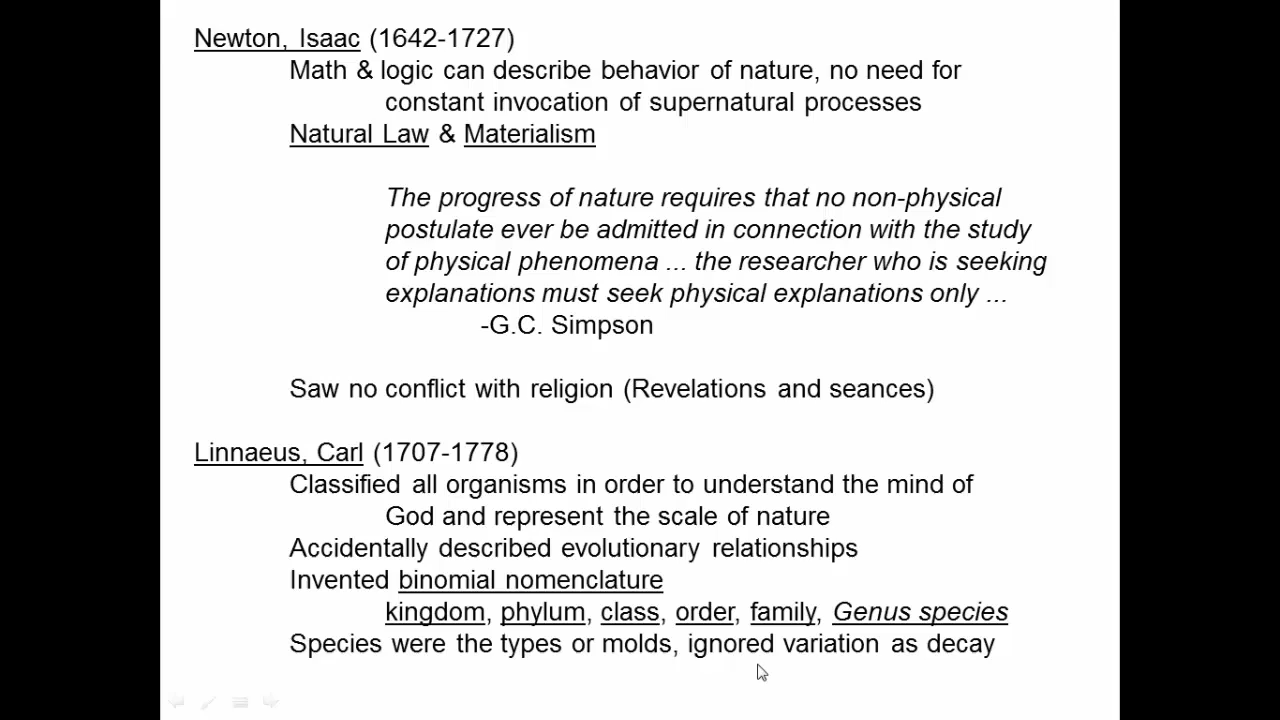 Newton, Isaac (1642-1727)
Math & logic can describe behavior of nature, no need for
constant invocation of supernatural processes
Natural Law & Materialism
The progress of nature requires that no non-physical
postulate ever be admitted in connection with the study
of physical phenomena ... the researcher who is seeking
explanations must seek physical explanations only ...
-G.C. Simpson
Saw no conflict with religion (Revelations and seances)
Linnaeus, Carl (1707-1778)
Classified all organisms in order to understand the mind of
God and represent the scale of nature
Accidentally described evolutionary relationships
Invented binomial nomenclature
kingdom, phylum, class, order, family, Genus species
Species were the types or molds, ignored variation as decay